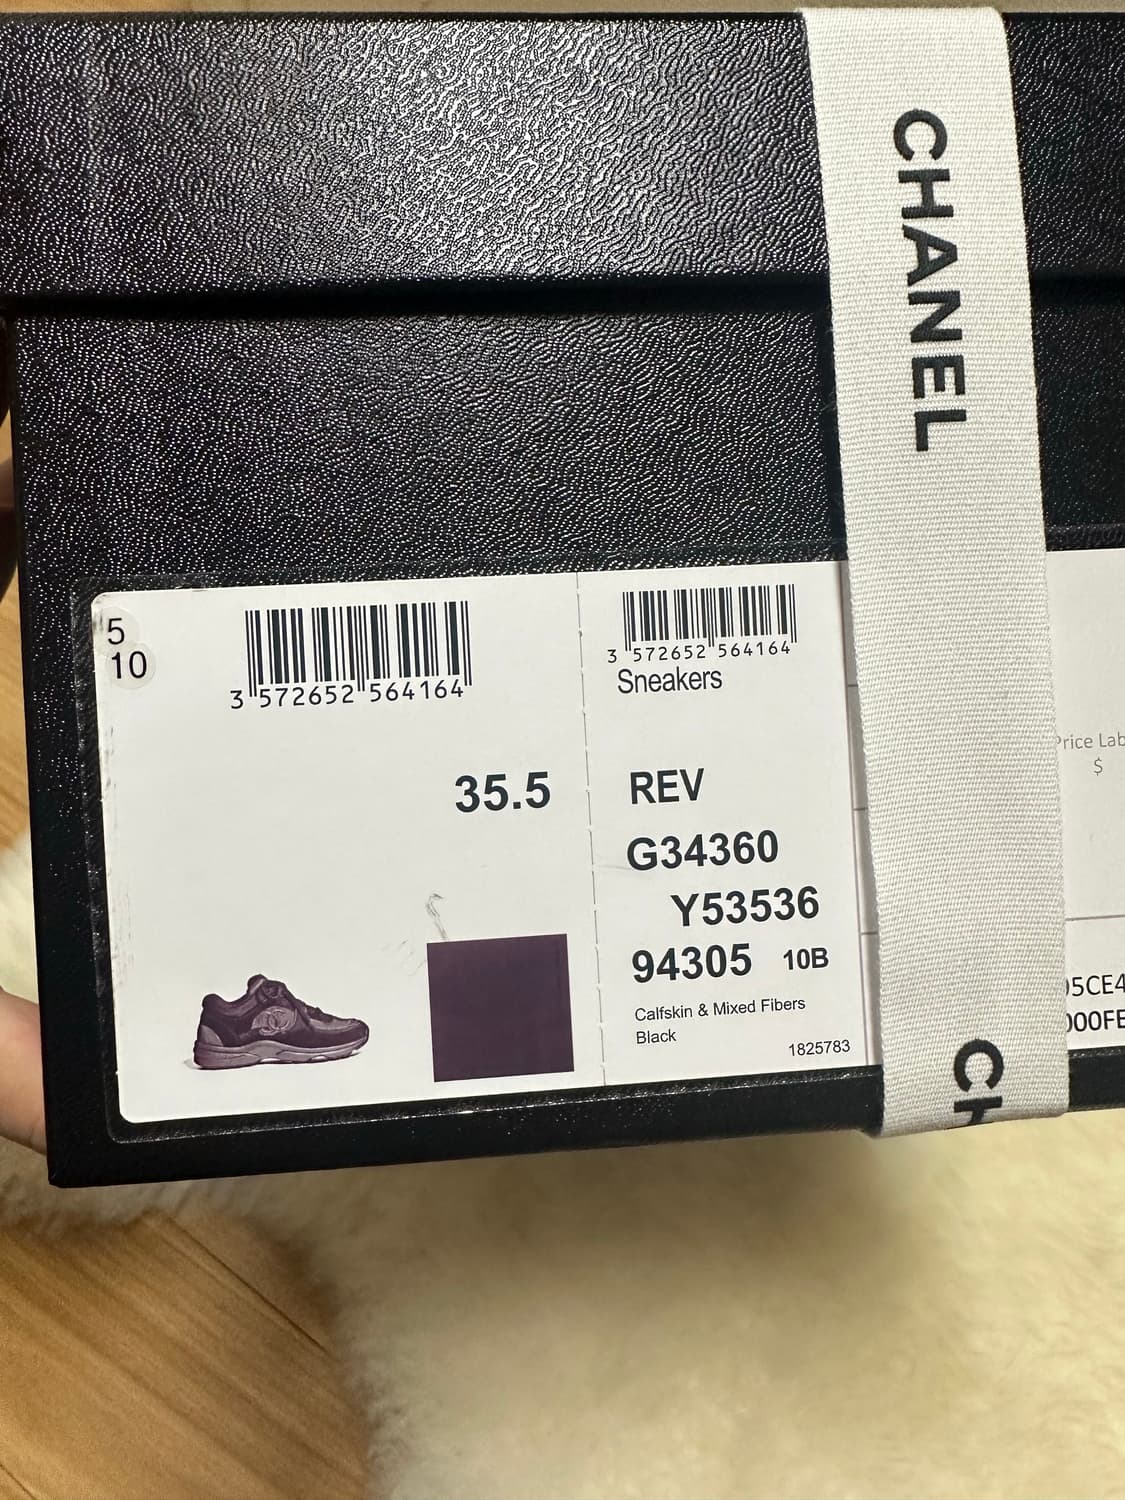 CHANEL
5
10
3 572652 564164
35.5
3 572652 564164
Sneakers
REV
G34360
Y53536
94305 10B
Calfskin & Mixed Fibers
Black
1825783
Price Lab
$
5CE4
00FE
CH